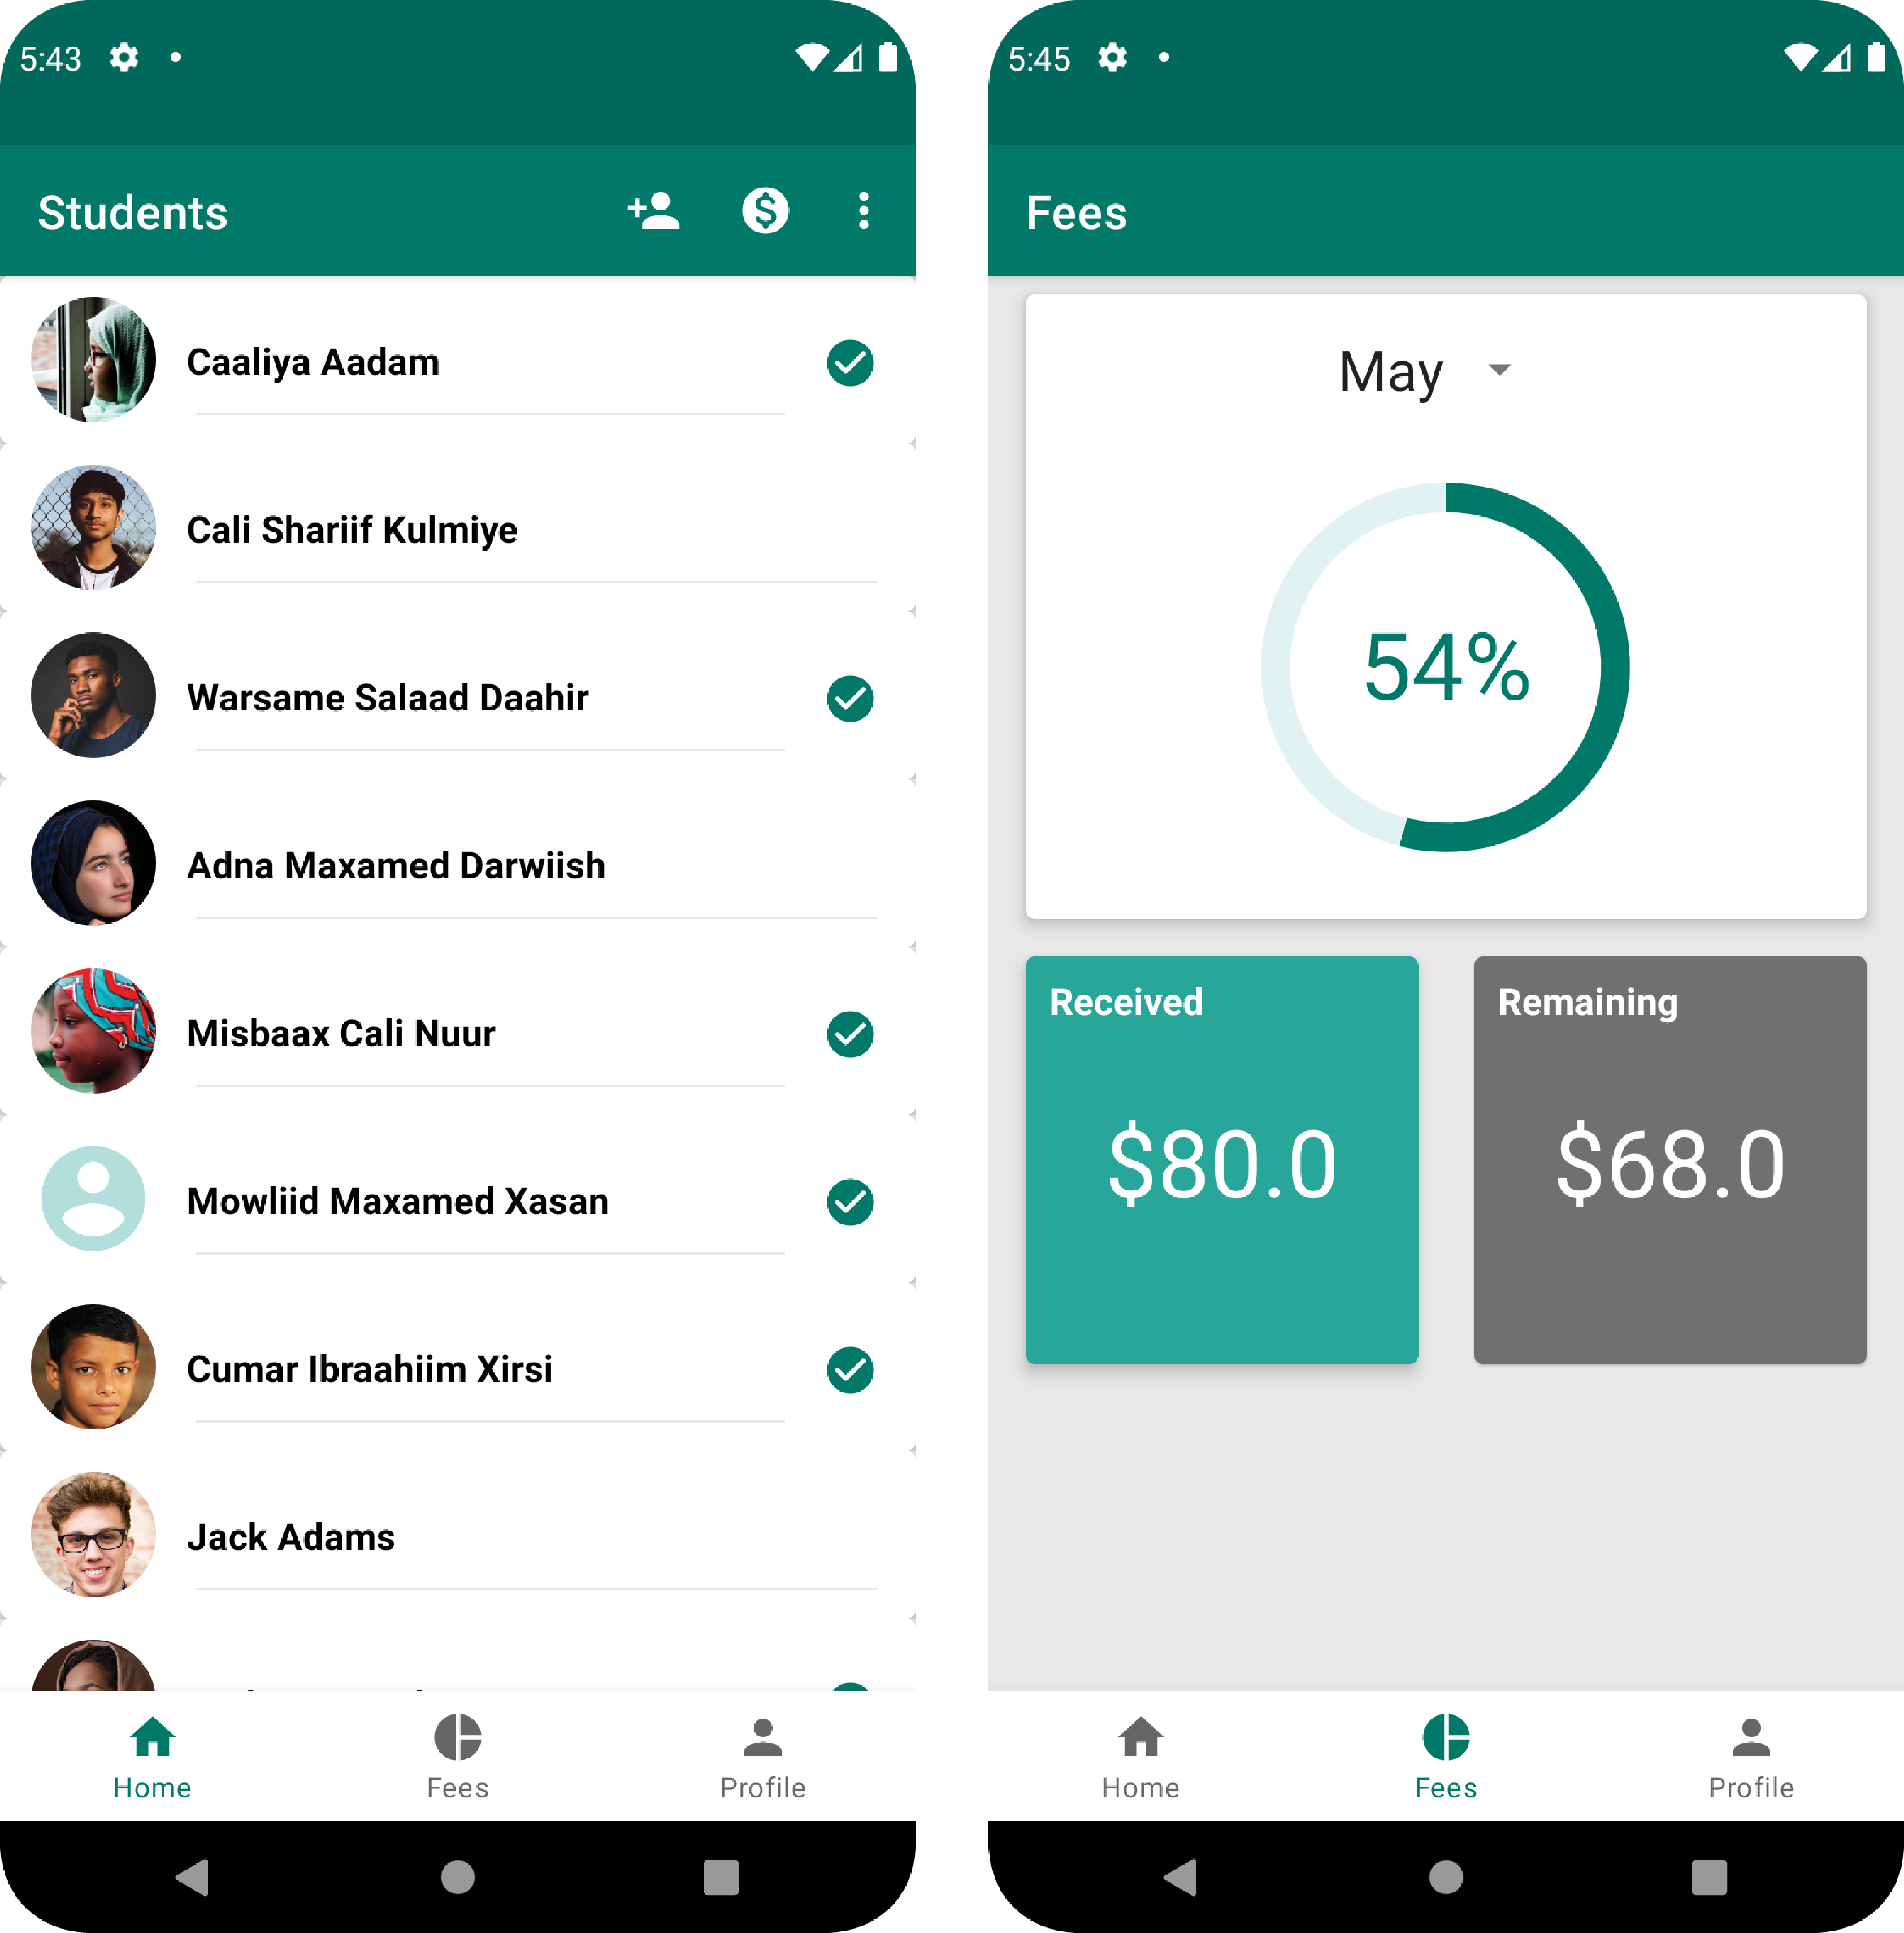 5:43
Students
Caaliya Aadam
Cali Shariif Kulmiye
Warsame Salaad Daahir
Adna Maxamed Darwiish
Misbaax Cali Nuur
Mowliid Maxamed Xasan
Cumar Ibraahiim Xirsi
Jack Adams
Home
Fees
Profile
5:45
Fees
May
54%
Received
Remaining
$80.0
$68.0
Home
Fees
Profile